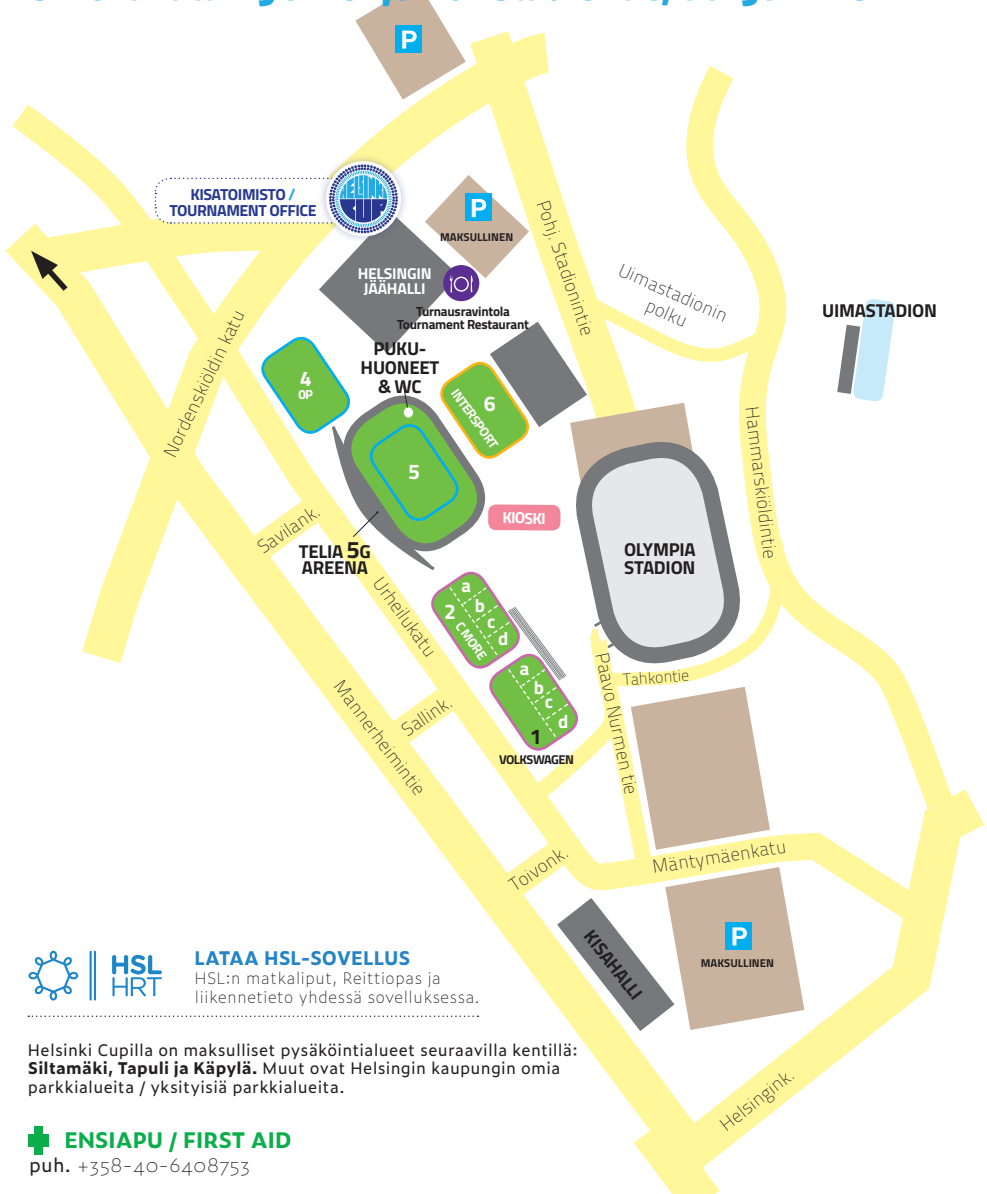 P
KISATOIMISTO /
TOURNAMENT OFFICE
HELSINKI
CUP
P
MAKSULLINEN
Pohj. Stadionintie
HELSINGIN
JÄÄHALLI
Turnausravintola
Tournament Restaurant
Uimastadionin
polku
UIMASTADION
Nordenskiöldin katu
PUKU-
HUONEET
& WC
4
OP
6
INTERSPORT
5
Hammarskiöldintie
KIOSKI
Savilank.
TELIA 5G
AREENA
OLYMPIA
STADION
Urheilukatu
a
b
c
d
2
C MORE
a
b
c
d
1
VOLKSWAGEN
Paavo Nurmen tie
Tahkontie
Mannerheimintie
Sallink.
Toivonk.
Mäntymäenkatu
KISAHALLI
P
MAKSULLINEN
Helsingink.
HSL
HRT
LATAA HSL-SOVELLUS
HSL:n matkaliput, Reittiopas ja
liikennetieto yhdessä sovelluksessa.
Helsinki Cupilla on maksulliset pysäköintialueet seuraavilla kentillä:
Siltamäki, Tapuli ja Käpylä. Muut ovat Helsingin kaupungin omia
parkkialueita / yksityisiä parkkialueita.
ENSIAPU / FIRST AID
puh. +358-40-6408753